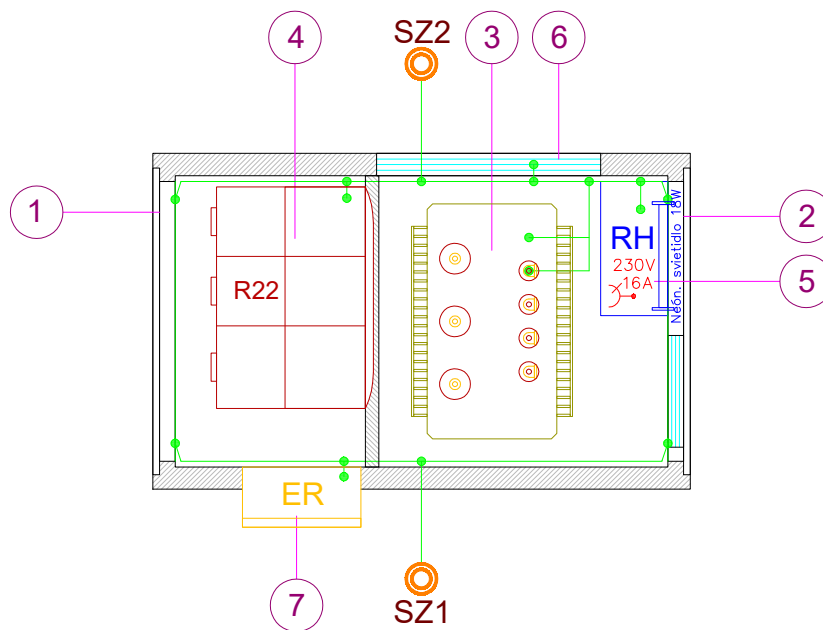 SZ2
4
3
6
1
2
RH
230V
16A
Neón. svietidlo 18W
5
R22
ER
7
SZ1